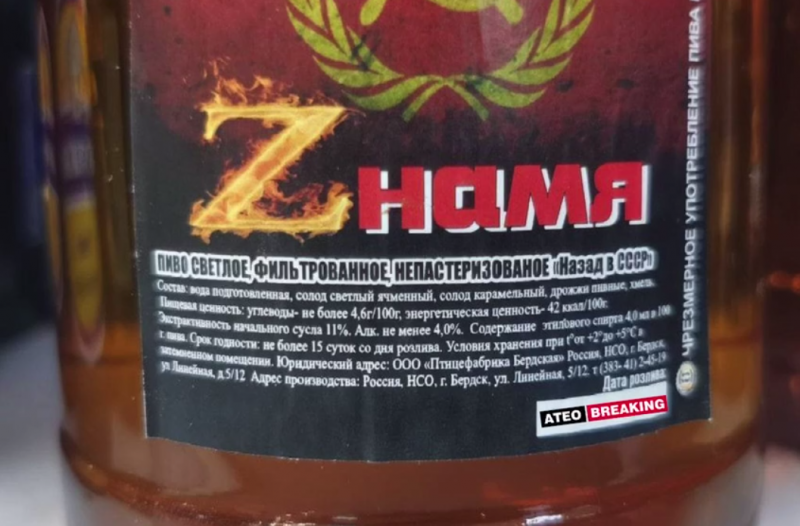 Zнамя
ПИВО СВЕТЛОЕ, ФИЛЬТРОВАННОЕ, НЕПАСТЕРИЗОВАНОЕ «Назад в СССР»
Состав: вода подготовленная, солод светлый ячменный, солод карамельный, дрожжи пивные, хмель.
Пищевая ценность: углеводы- не более 4,6г/100г, энергетическая ценность- 42 ккал/100г.
Экстрактивность начального сусла 11%. Алк. не менее 4,0%. Содержание этилового спирта 4,0 мл в 100
г. пива. Срок годности: не более 15 суток со дня розлива. Условия хранения при t°от +2°до +5°С в
затемненном помещении. Юридический адрес: ООО «Птицефабрика Бердская» Россия, НСО, г. Бердск,
ул Линейная, д.5/12 Адрес производства: Россия, НСО, г. Бердск, ул. Линейная, 5/12. т (383- 41) 2-45-19
Дата розлива:
ATEO BREAKING
ЧРЕЗМЕРНОЕ УПОТРЕБЛЕНИЕ ПИВА